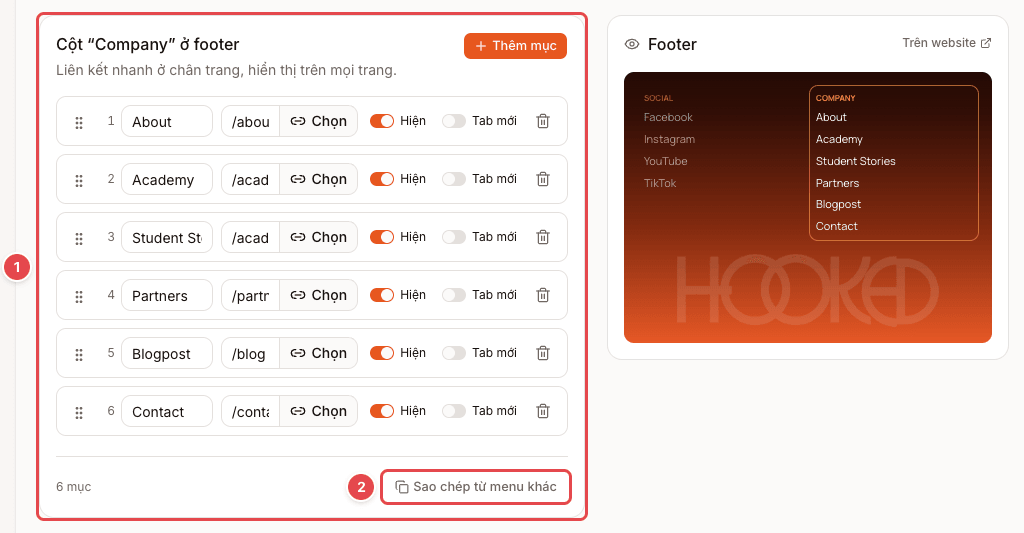 Cột “Company” ở footer
Thêm mục
Liên kết nhanh ở chân trang, hiển thị trên mọi trang.
1 About /abou Chọn Hiện Tab mới
2 Academy /acad Chọn Hiện Tab mới
3 Student St /acad Chọn Hiện Tab mới
4 Partners /partn Chọn Hiện Tab mới
5 Blogpost /blog Chọn Hiện Tab mới
6 Contact /conta Chọn Hiện Tab mới
1
6 mục
2
Sao chép từ menu khác
Footer
Trên website
SOCIAL
Facebook
Instagram
YouTube
TikTok
COMPANY
About
Academy
Student Stories
Partners
Blogpost
Contact
HOOKED